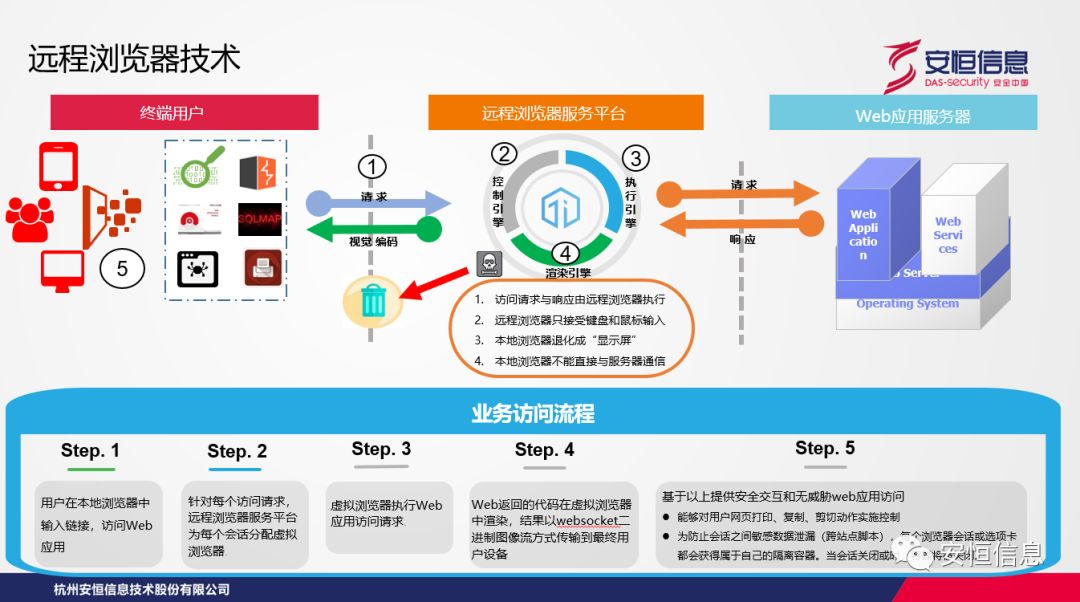 远程浏览器技术
安恒信息
DAS-security 安全中国
终端用户
远程浏览器服务平台
Web应用服务器
1
请 求
视觉 编码
2
控制引擎
3
执行引擎
4
渲染引擎
请 求
响 应
5
SQLMAP
Web
Appli
catio
n
Web
Servi
ces
Server
Operating System
1. 访问请求与响应由远程浏览器执行
2. 远程浏览器只接受键盘和鼠标输入
3. 本地浏览器退化成“显示屏”
4. 本地浏览器不能直接与服务器通信
业务访问流程
Step. 1
用户在本地浏览器中
输入链接，访问Web
应用
Step. 2
针对每个访问请求，
远程浏览器服务平台
为每个会话分配虚拟
浏览器
Step. 3
虚拟浏览器执行Web
应用访问请求
Step. 4
Web返回的代码在虚拟浏览器
中渲染，结果以websocket二
进制图像流方式传输到最终用
户设备
Step. 5
基于以上提供安全交互和无威胁web应用访问
● 能够对用户网页打印、复制、剪切动作实施控制
● 为防止会话之间敏感数据泄漏（跨站点脚本），每个浏览器会话或选项卡
都会获得属于自己的隔离容器。当会话关闭或
安恒信息
杭州安恒信息技术股份有限公司